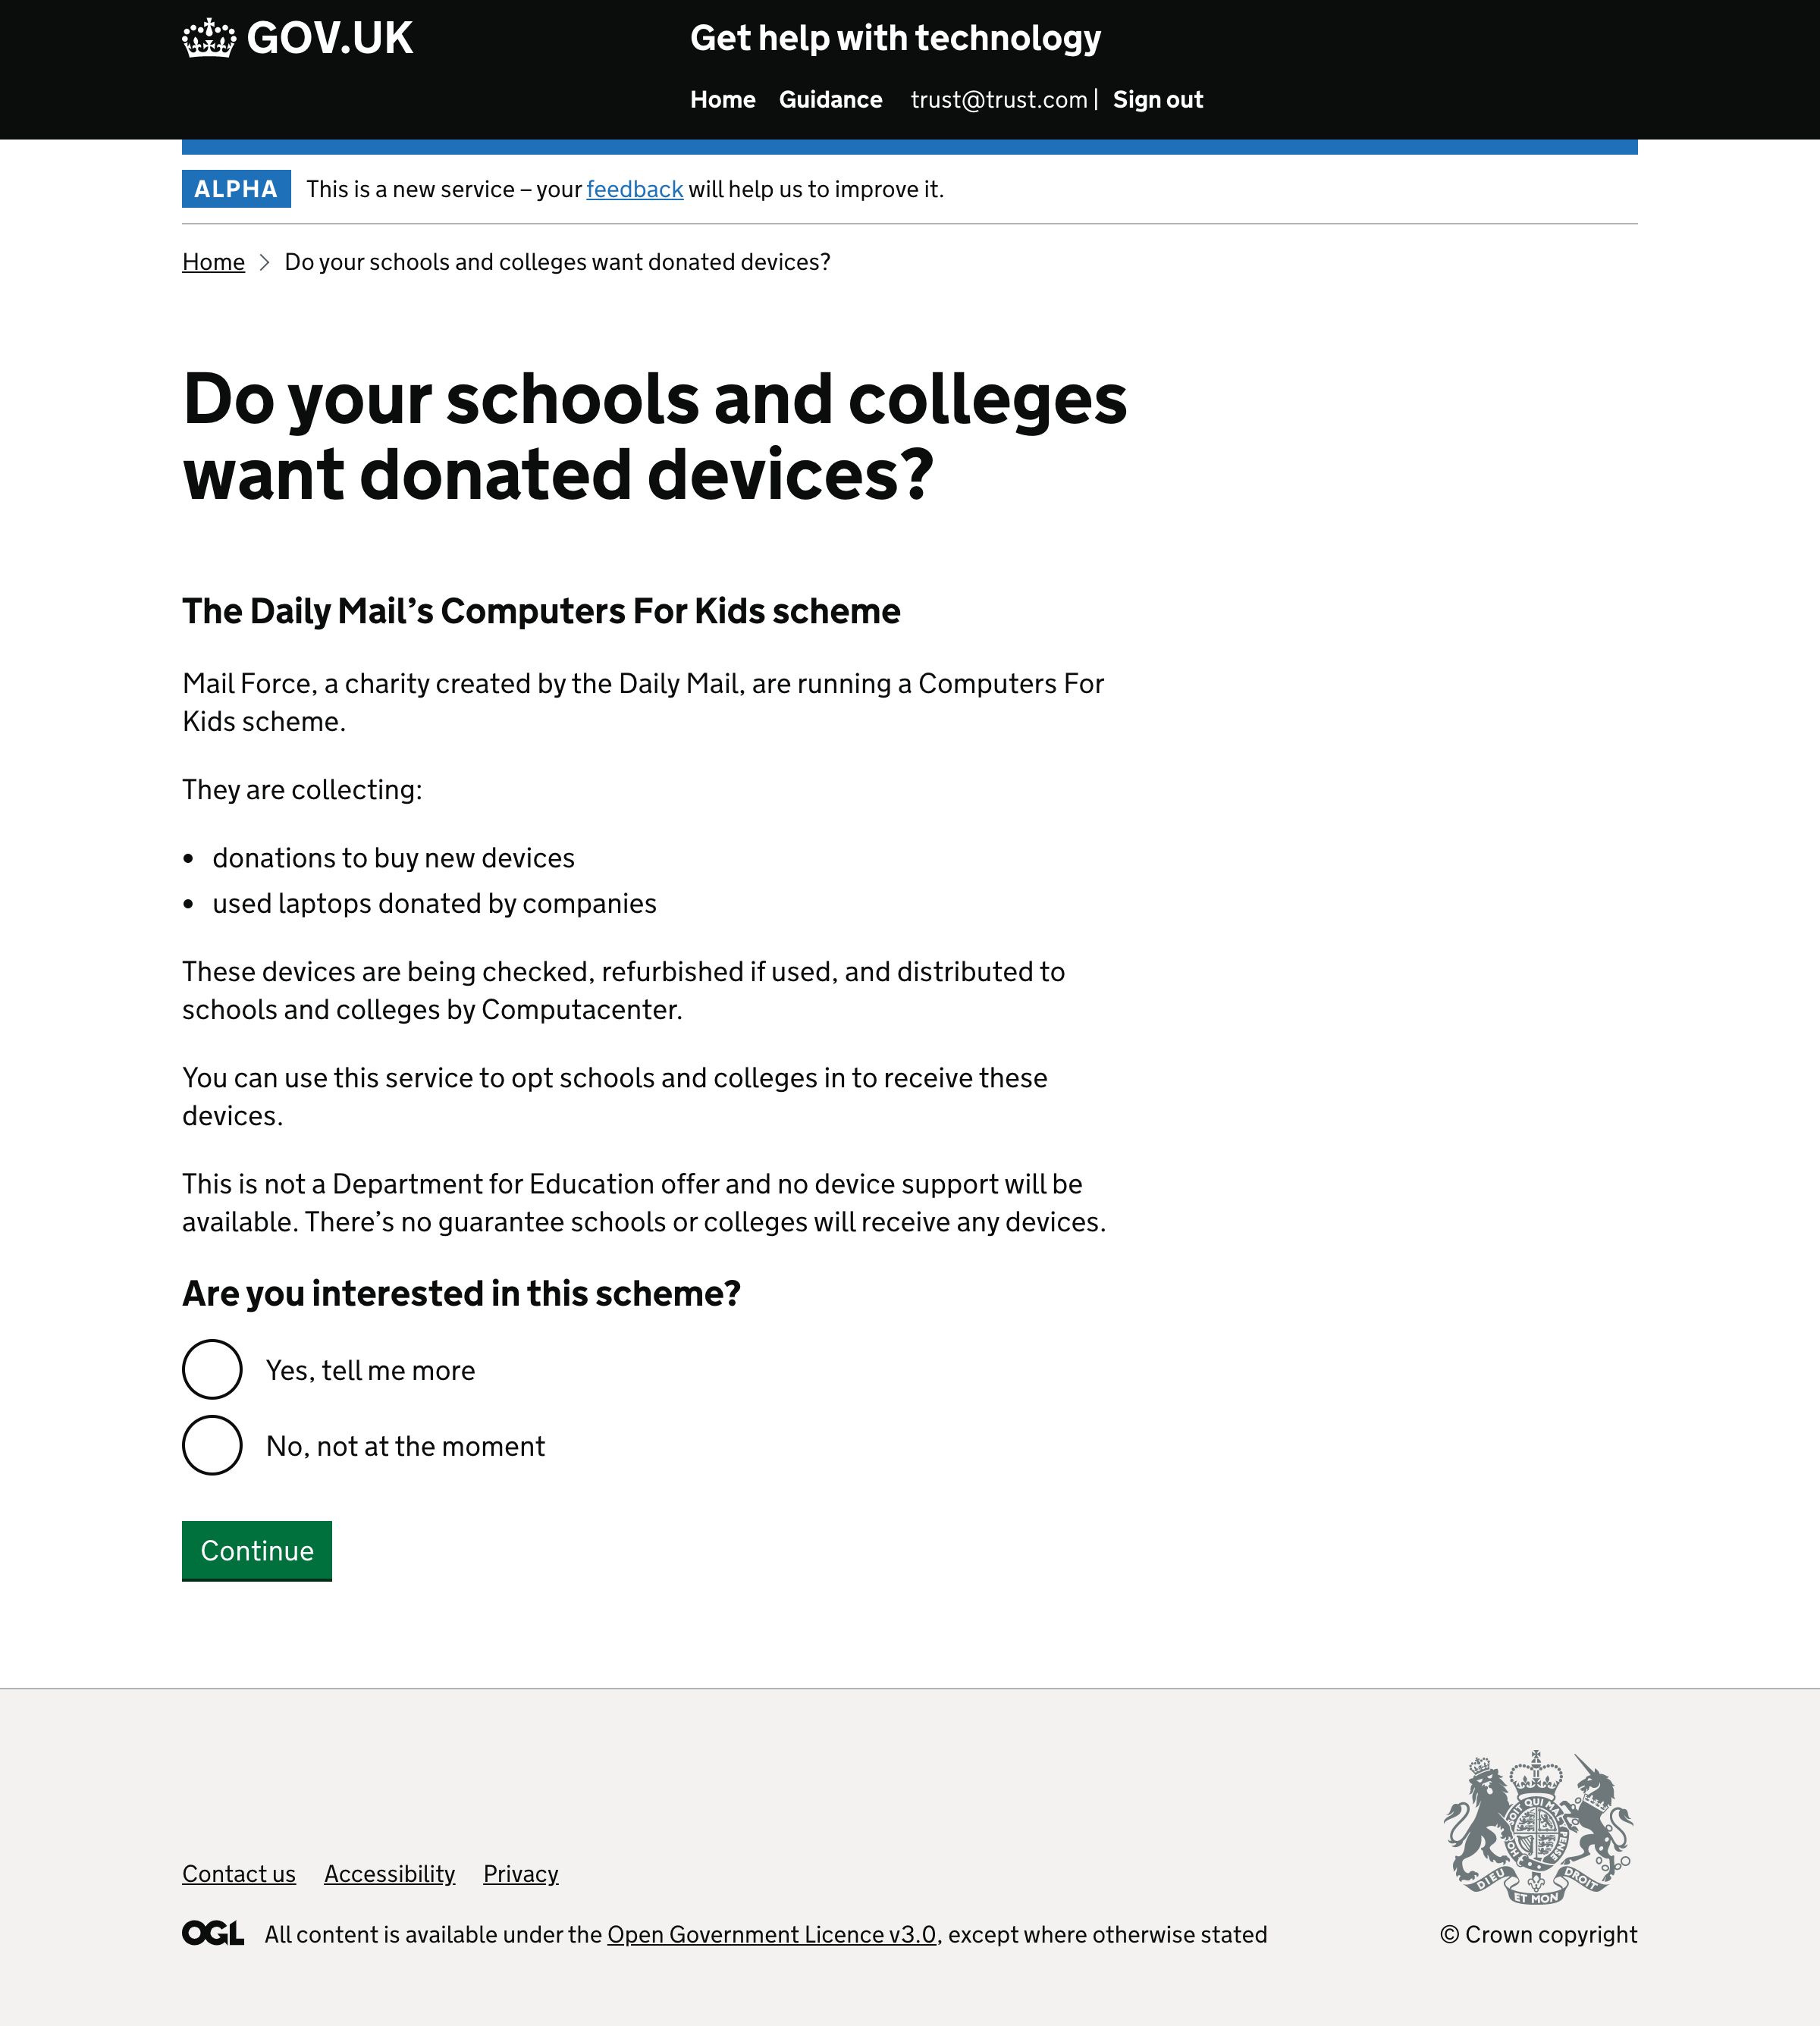 GOV.UK
Get help with technology
Home Guidance trust@trust.com | Sign out
ALPHA This is a new service – your feedback will help us to improve it.
Home > Do your schools and colleges want donated devices?
Do your schools and colleges
want donated devices?
The Daily Mail’s Computers For Kids scheme
Mail Force, a charity created by the Daily Mail, are running a Computers For
Kids scheme.
They are collecting:
• donations to buy new devices
• used laptops donated by companies
These devices are being checked, refurbished if used, and distributed to
schools and colleges by Computacenter.
You can use this service to opt schools and colleges in to receive these
devices.
This is not a Department for Education offer and no device support will be
available. There’s no guarantee schools or colleges will receive any devices.
Are you interested in this scheme?
Yes, tell me more
No, not at the moment
Continue
DIEU ET MON DROIT
Contact us Accessibility Privacy
OGL All content is available under the Open Government Licence v3.0, except where otherwise stated
© Crown copyright